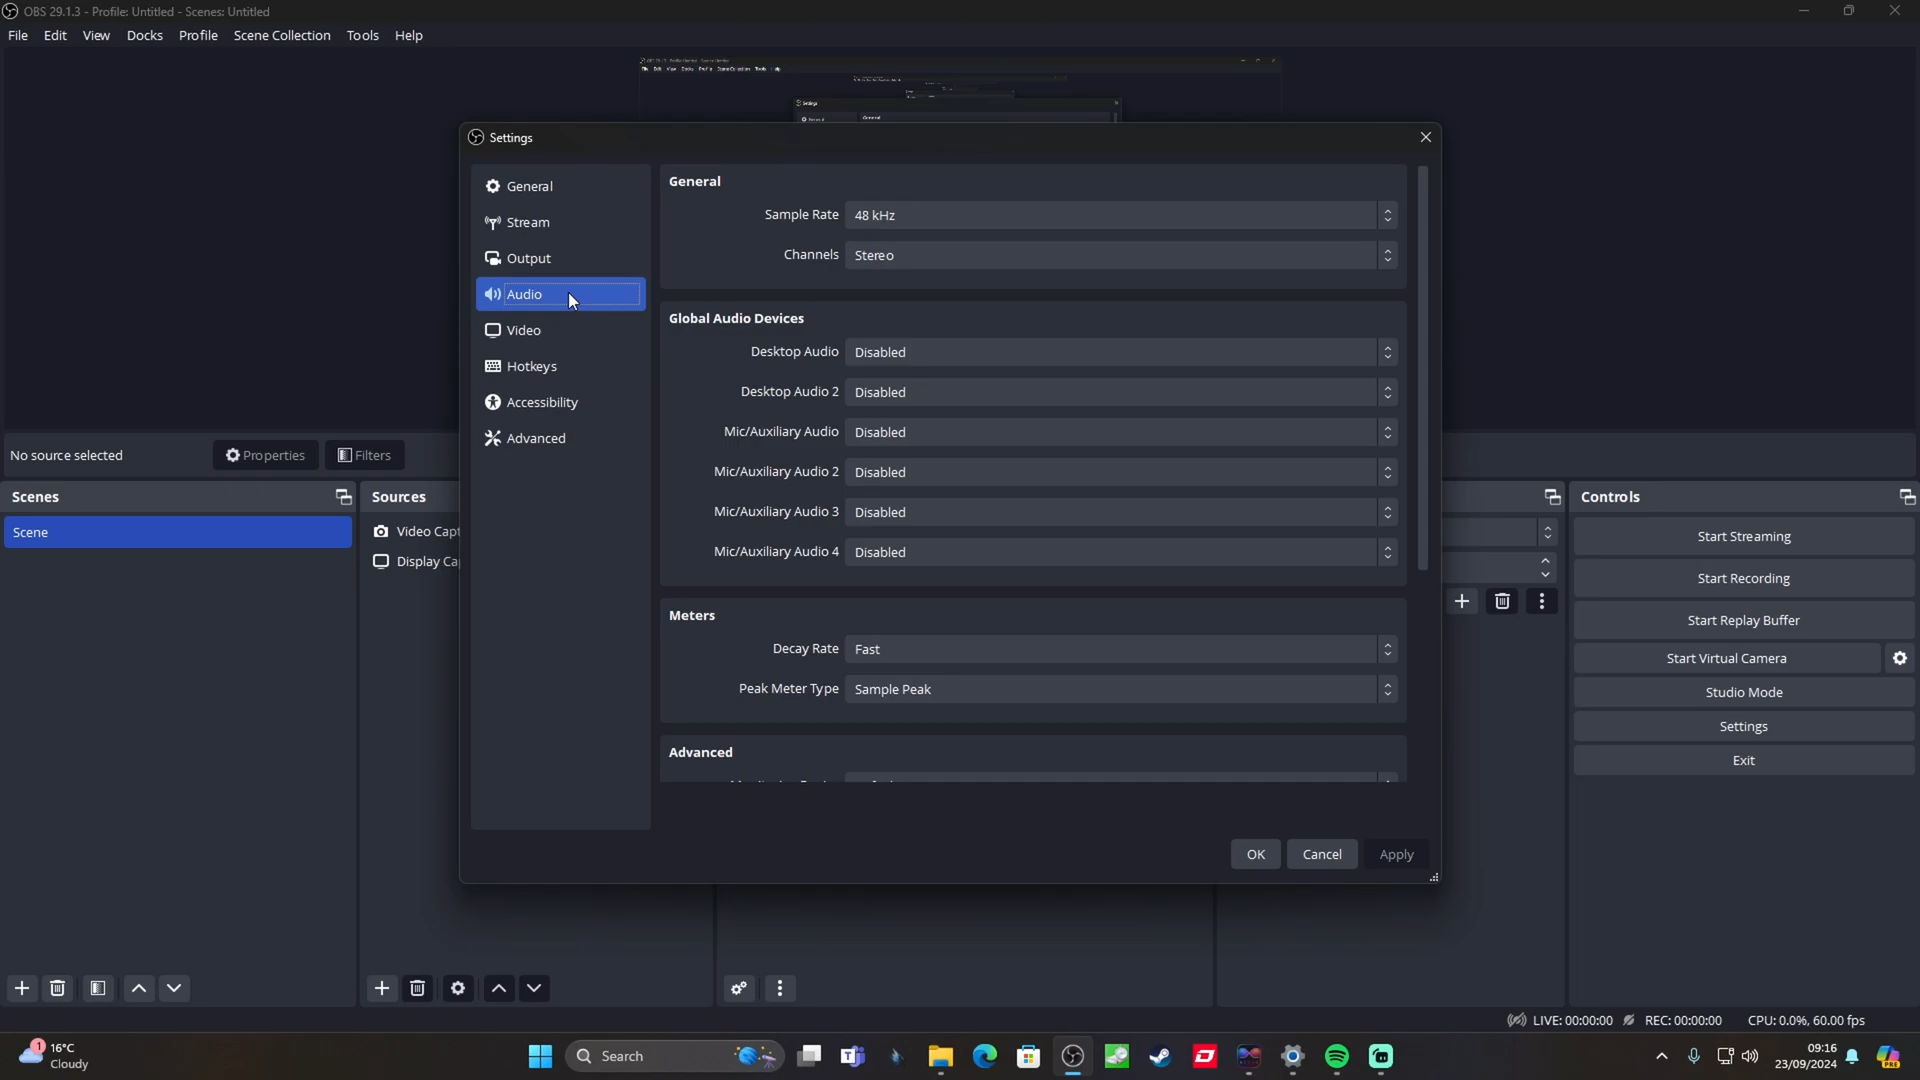 OBS 29.1.3 - Profile: Untitled - Scenes: Untitled
File Edit View Docks Profile Scene Collection Tools Help
Settings
General
Stream
Output
Audio
Video
Hotkeys
Accessibility
Advanced
General
Sample Rate 48 kHz
Channels Stereo
Global Audio Devices
Desktop Audio Disabled
Desktop Audio 2 Disabled
Mic/Auxiliary Audio Disabled
Mic/Auxiliary Audio 2 Disabled
Mic/Auxiliary Audio 3 Disabled
Mic/Auxiliary Audio 4 Disabled
Meters
Decay Rate Fast
Peak Meter Type Sample Peak
Advanced
OK Cancel Apply
No source selected Properties Filters
Scenes
Scene
Sources
Video Capt
Display Cap
Controls
Start Streaming
Start Recording
Start Replay Buffer
Start Virtual Camera
Studio Mode
Settings
Exit
LIVE: 00:00:00 REC: 00:00:00 CPU: 0.0%, 60.00 fps
1
16°C
Cloudy
Search
09:16
23/09/2024
PRE